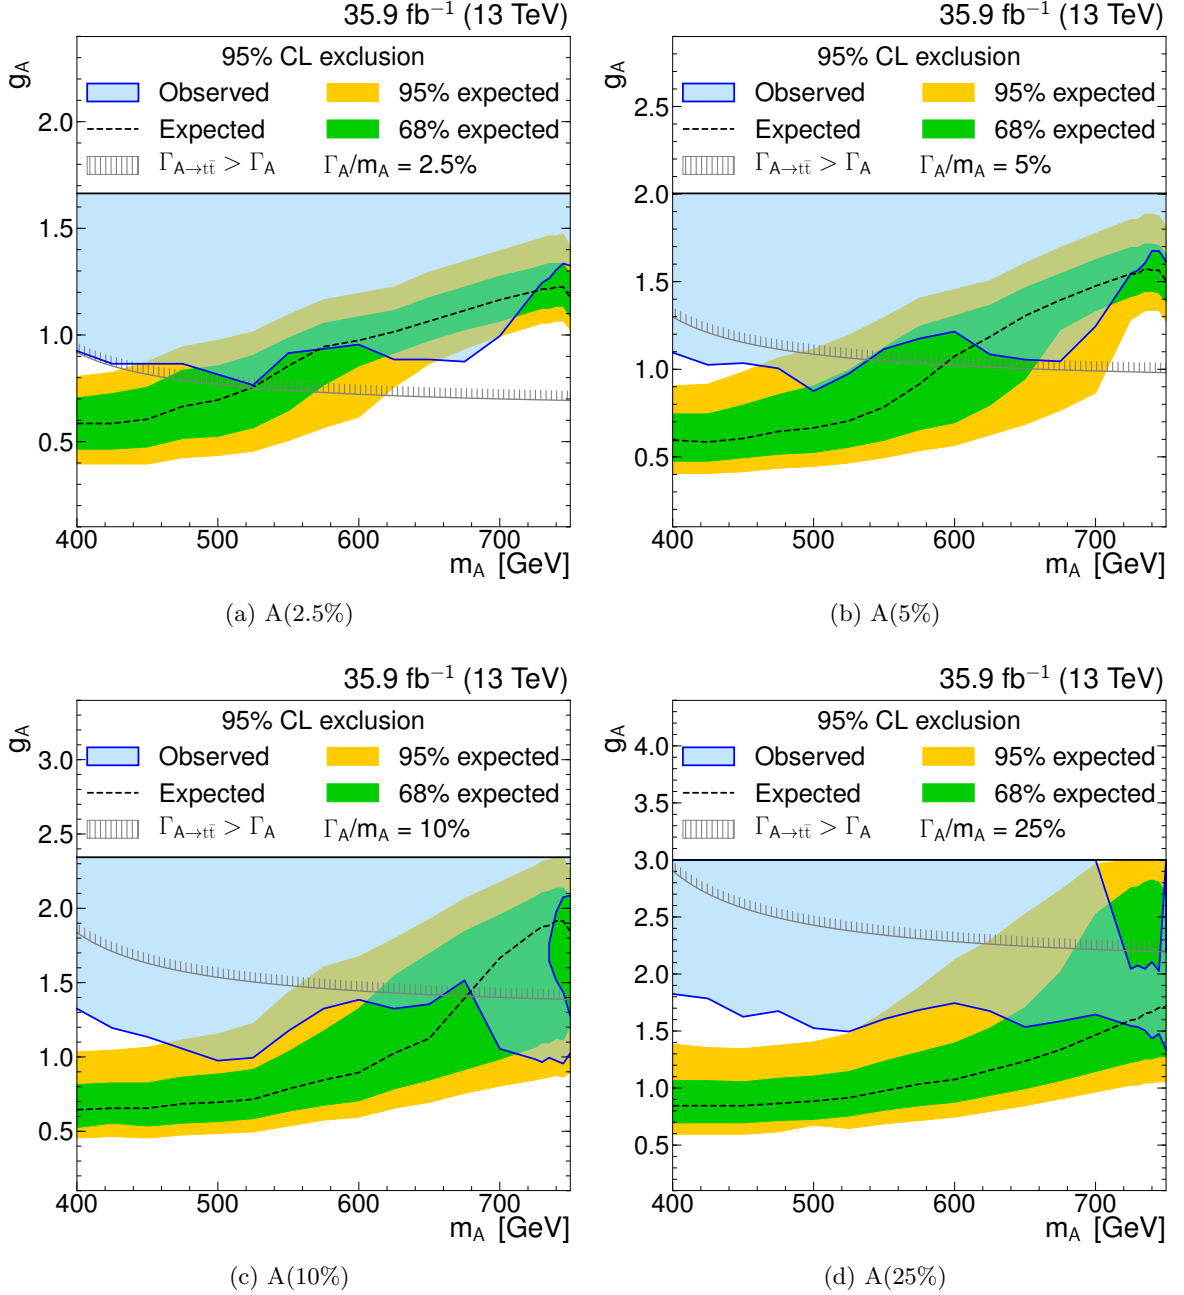 35.9 fb⁻¹ (13 TeV)
95% CL exclusion
Observed 95% expected
Expected 68% expected
Γ_A→tt̄ > Γ_A Γ_A/m_A = 2.5%
g_A
2.0
1.5
1.0
0.5
400 500 600 700
m_A [GeV]
(a) A(2.5%)
35.9 fb⁻¹ (13 TeV)
95% CL exclusion
Observed 95% expected
Expected 68% expected
Γ_A→tt̄ > Γ_A Γ_A/m_A = 5%
g_A
2.5
2.0
1.5
1.0
0.5
400 500 600 700
m_A [GeV]
(b) A(5%)
35.9 fb⁻¹ (13 TeV)
95% CL exclusion
Observed 95% expected
Expected 68% expected
Γ_A→tt̄ > Γ_A Γ_A/m_A = 10%
g_A
3.0
2.5
2.0
1.5
1.0
0.5
400 500 600 700
m_A [GeV]
(c) A(10%)
35.9 fb⁻¹ (13 TeV)
95% CL exclusion
Observed 95% expected
Expected 68% expected
Γ_A→tt̄ > Γ_A Γ_A/m_A = 25%
g_A
4.0
3.5
3.0
2.5
2.0
1.5
1.0
0.5
400 500 600 700
m_A [GeV]
(d) A(25%)